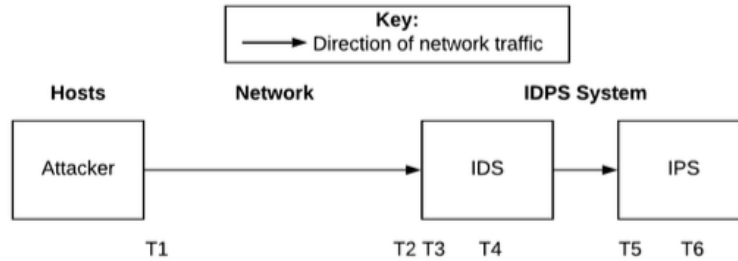 Key:
Direction of network traffic
Hosts Network IDPS System
Attacker IDS IPS
T1 T2 T3 T4 T5 T6